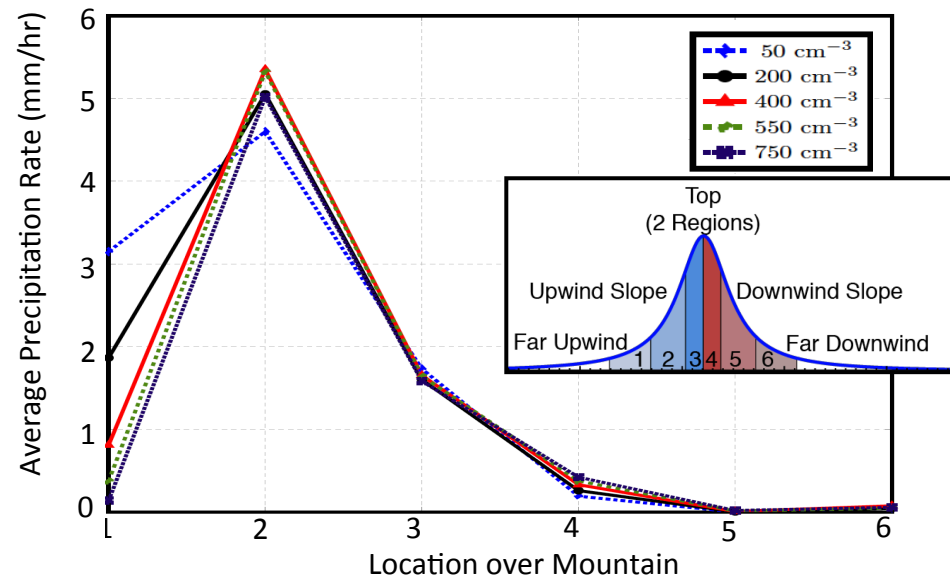 Average Precipitation Rate (mm/hr)
6
5
4
3
2
1
0
1
2
3
4
5
6
Location over Mountain
50 cm⁻³
200 cm⁻³
400 cm⁻³
550 cm⁻³
750 cm⁻³
Top
(2 Regions)
Upwind Slope
Downwind Slope
Far Upwind
Far Downwind
1 2 3 4 5 6